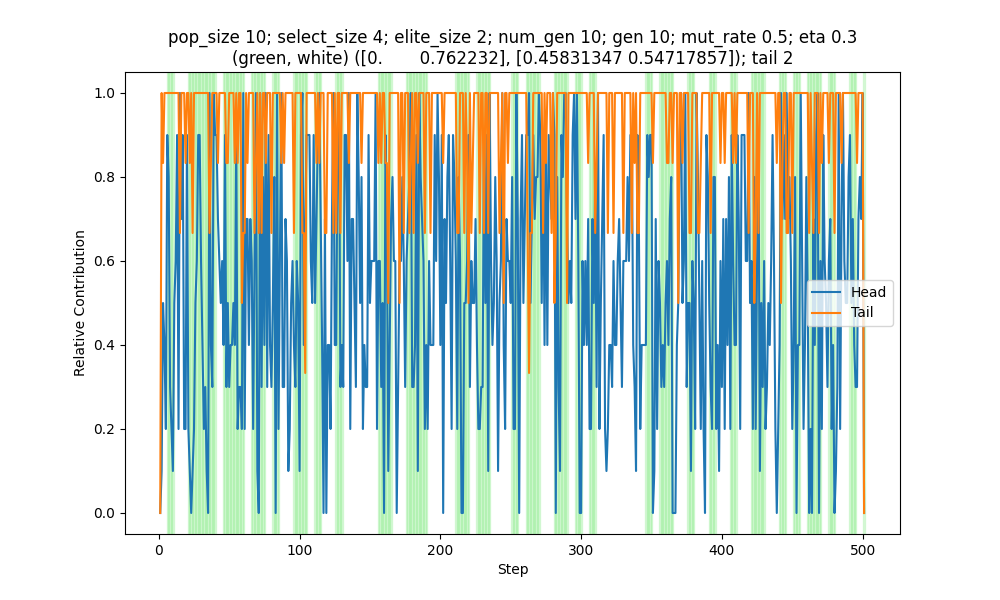 pop_size 10; select_size 4; elite_size 2; num_gen 10; gen 10; mut_rate 0.5; eta 0.3
(green, white) ([0.       0.762232], [0.45831347 0.54717857]); tail 2
Relative Contribution
1.0
0.8
0.6
0.4
0.2
0.0
Head
Tail
0 100 200 300 400 500
Step